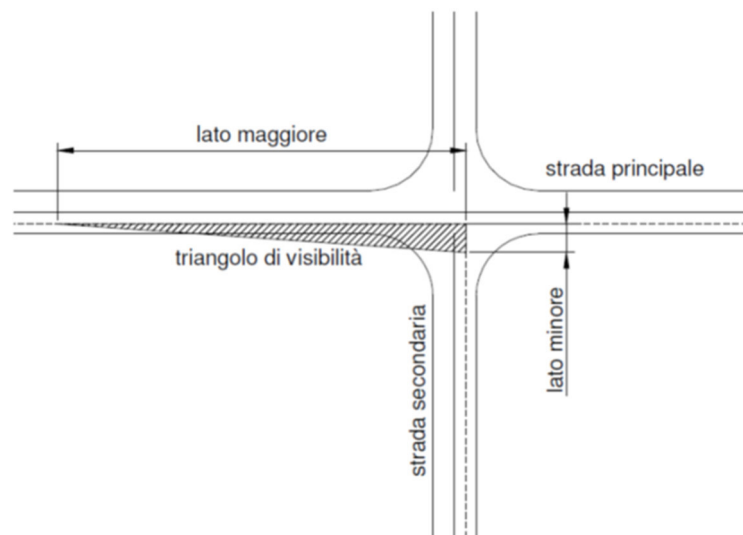 lato maggiore
strada principale
triangolo di visibilità
strada secondaria
lato minore